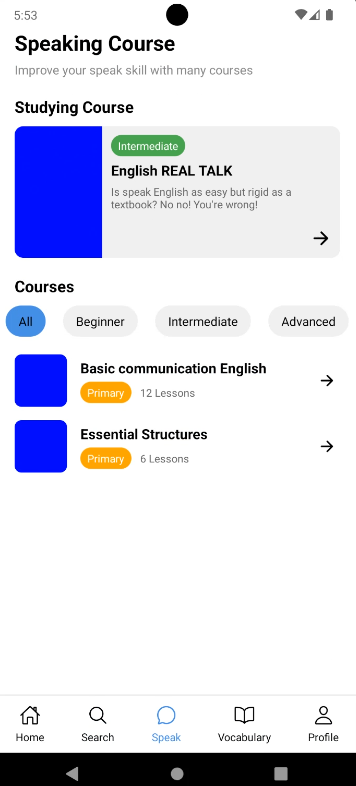 5:53
Speaking Course
Improve your speak skill with many courses
Studying Course
Intermediate
English REAL TALK
Is speak English as easy but rigid as a
textbook? No no! You're wrong!
Courses
All Beginner Intermediate Advanced
Basic communication English
Primary 12 Lessons
Essential Structures
Primary 6 Lessons
Home Search Speak Vocabulary Profile